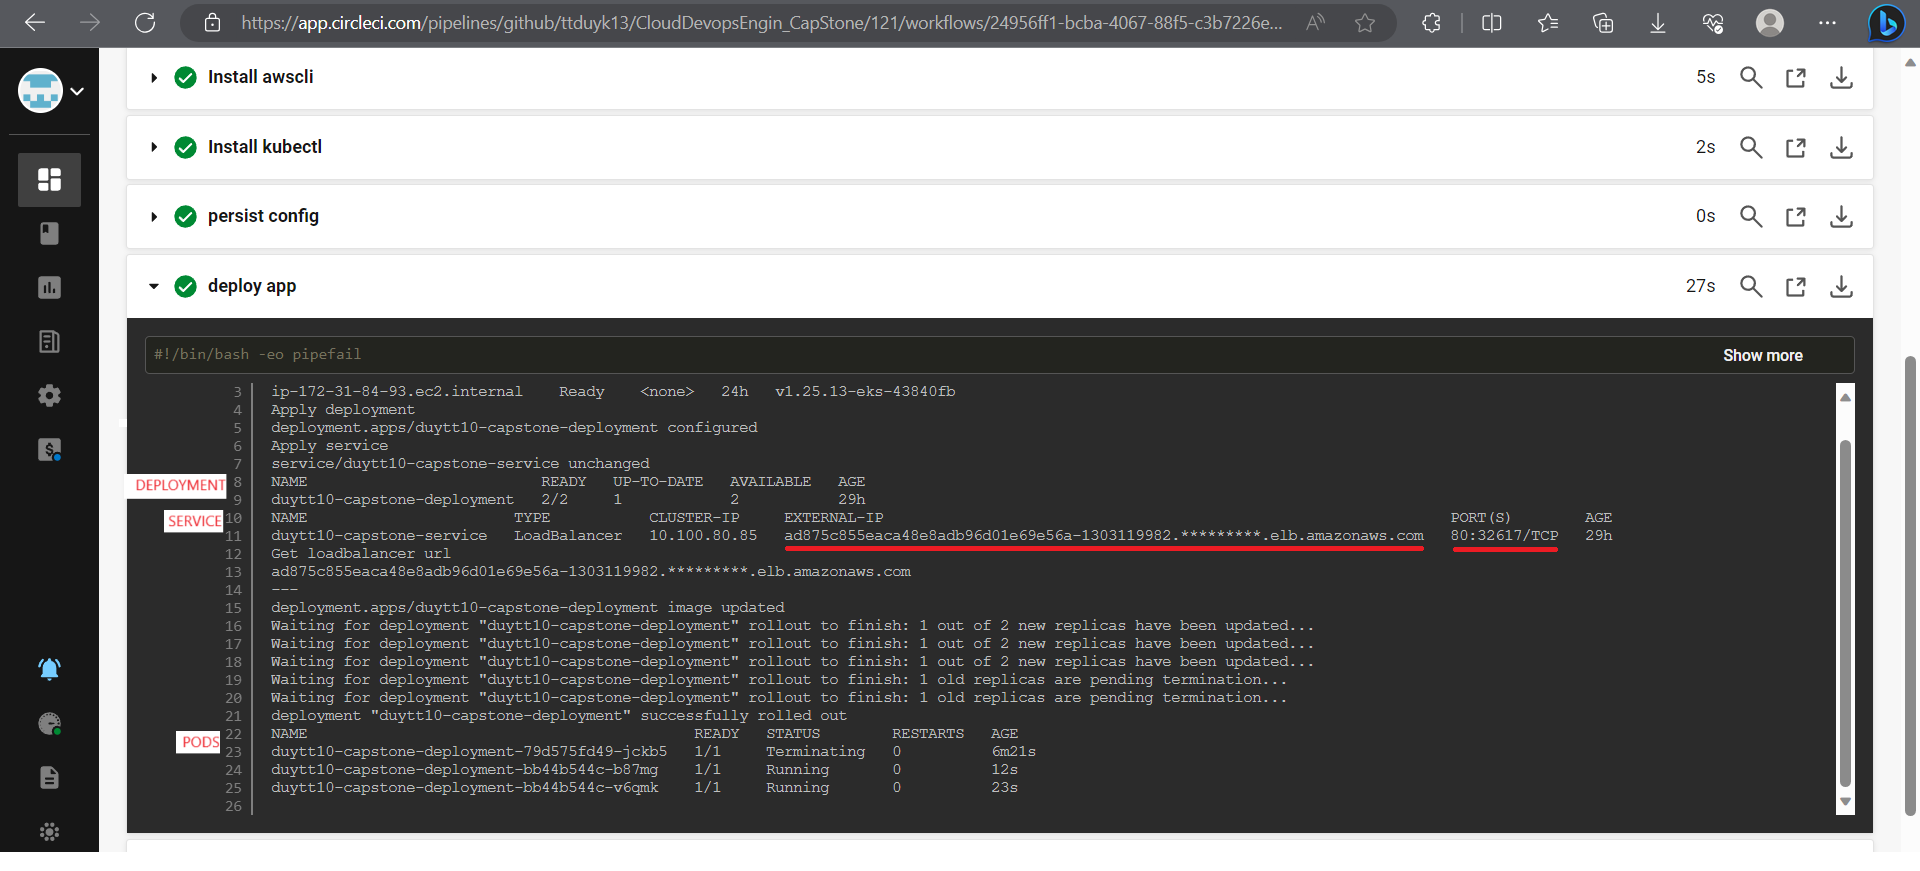 https://app.circleci.com/pipelines/github/ttduyk13/CloudDevopsEngin_CapStone/121/workflows/24956ff1-bcba-4067-88f5-c3b7226e...
Install awscli 5s
Install kubectl 2s
persist config 0s
deploy app 27s
#!/bin/bash -eo pipefail Show more
3 ip-172-31-84-93.ec2.internal Ready <none> 24h v1.25.13-eks-43840fb
4 Apply deployment
5 deployment.apps/duytt10-capstone-deployment configured
6 Apply service
7 service/duytt10-capstone-service unchanged
DEPLOYMENT 8 NAME READY UP-TO-DATE AVAILABLE AGE
9 duytt10-capstone-deployment 2/2 1 2 29h
SERVICE 10 NAME TYPE CLUSTER-IP EXTERNAL-IP PORT(S) AGE
11 duytt10-capstone-service LoadBalancer 10.100.80.85 ad875c855eaca48e8adb96d01e69e56a-1303119982.*********.elb.amazonaws.com 80:32617/TCP 29h
12 Get loadbalancer url
13 ad875c855eaca48e8adb96d01e69e56a-1303119982.*********.elb.amazonaws.com
14 ---
15 deployment.apps/duytt10-capstone-deployment image updated
16 Waiting for deployment "duytt10-capstone-deployment" rollout to finish: 1 out of 2 new replicas have been updated...
17 Waiting for deployment "duytt10-capstone-deployment" rollout to finish: 1 out of 2 new replicas have been updated...
18 Waiting for deployment "duytt10-capstone-deployment" rollout to finish: 1 out of 2 new replicas have been updated...
19 Waiting for deployment "duytt10-capstone-deployment" rollout to finish: 1 old replicas are pending termination...
20 Waiting for deployment "duytt10-capstone-deployment" rollout to finish: 1 old replicas are pending termination...
21 deployment "duytt10-capstone-deployment" successfully rolled out
PODS 22 NAME READY STATUS RESTARTS AGE
23 duytt10-capstone-deployment-79d575fd49-jckb5 1/1 Terminating 0 6m21s
24 duytt10-capstone-deployment-bb44b544c-b87mg 1/1 Running 0 12s
25 duytt10-capstone-deployment-bb44b544c-v6qmk 1/1 Running 0 23s
26